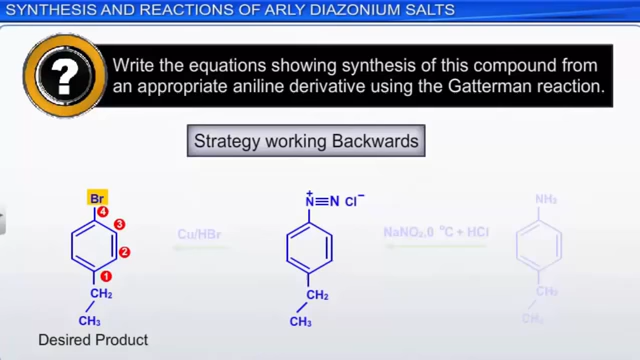 SYNTHESIS AND REACTIONS OF ARLY DIAZONIUM SALTS
?
Write the equations showing synthesis of this compound from
an appropriate aniline derivative using the Gatterman reaction.
Strategy working Backwards
Br
4
3
2
1
CH₂
CH₃
Desired Product
Cu/HBr
N⁺≡N Cl⁻
CH₂
CH₃
NaNO₂,0 °C + HCl
NH₂
CH₂
CH₃